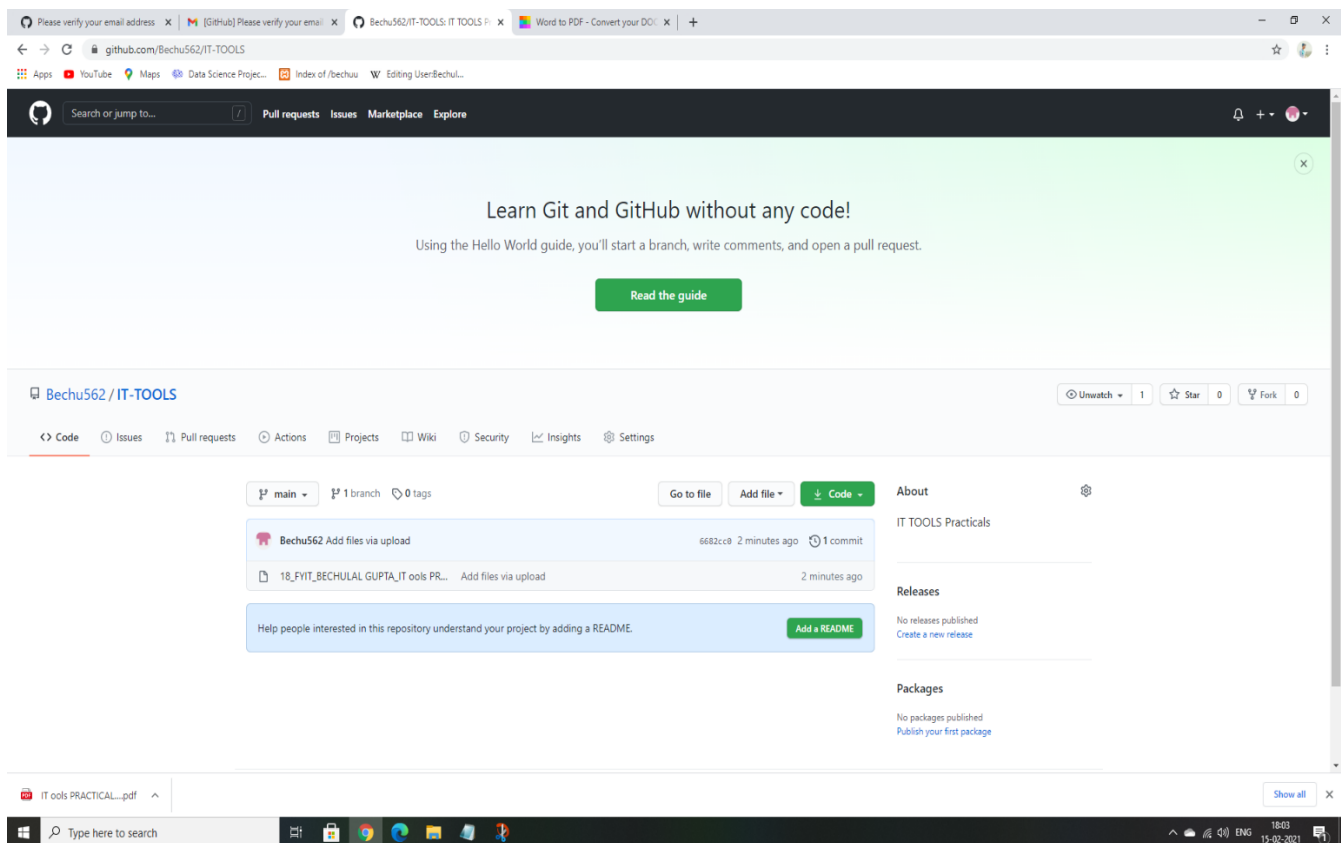 Please verify your email address
[GitHub] Please verify your emai
Bechu562/IT-TOOLS: IT TOOLS P
Word to PDF - Convert your DOC
github.com/Bechu562/IT-TOOLS
Apps YouTube Maps Data Science Projec... Index of /bechuu Editing User:Bechul...
Search or jump to... / Pull requests Issues Marketplace Explore
Learn Git and GitHub without any code!
Using the Hello World guide, you'll start a branch, write comments, and open a pull request.
Read the guide
Bechu562 / IT-TOOLS
Unwatch 1 Star 0 Fork 0
<> Code Issues Pull requests Actions Projects Wiki Security Insights Settings
main 1 branch 0 tags Go to file Add file Code
Bechu562 Add files via upload 6682cc0 2 minutes ago 1 commit
18_FYIT_BECHULAL GUPTA_IT ools PR... Add files via upload 2 minutes ago
Help people interested in this repository understand your project by adding a README. Add a README
About
IT TOOLS Practicals
Releases
No releases published
Create a new release
Packages
No packages published
Publish your first package
IT ools PRACTICAL....pdf Show all
Type here to search ENG 18:03
15-02-2021